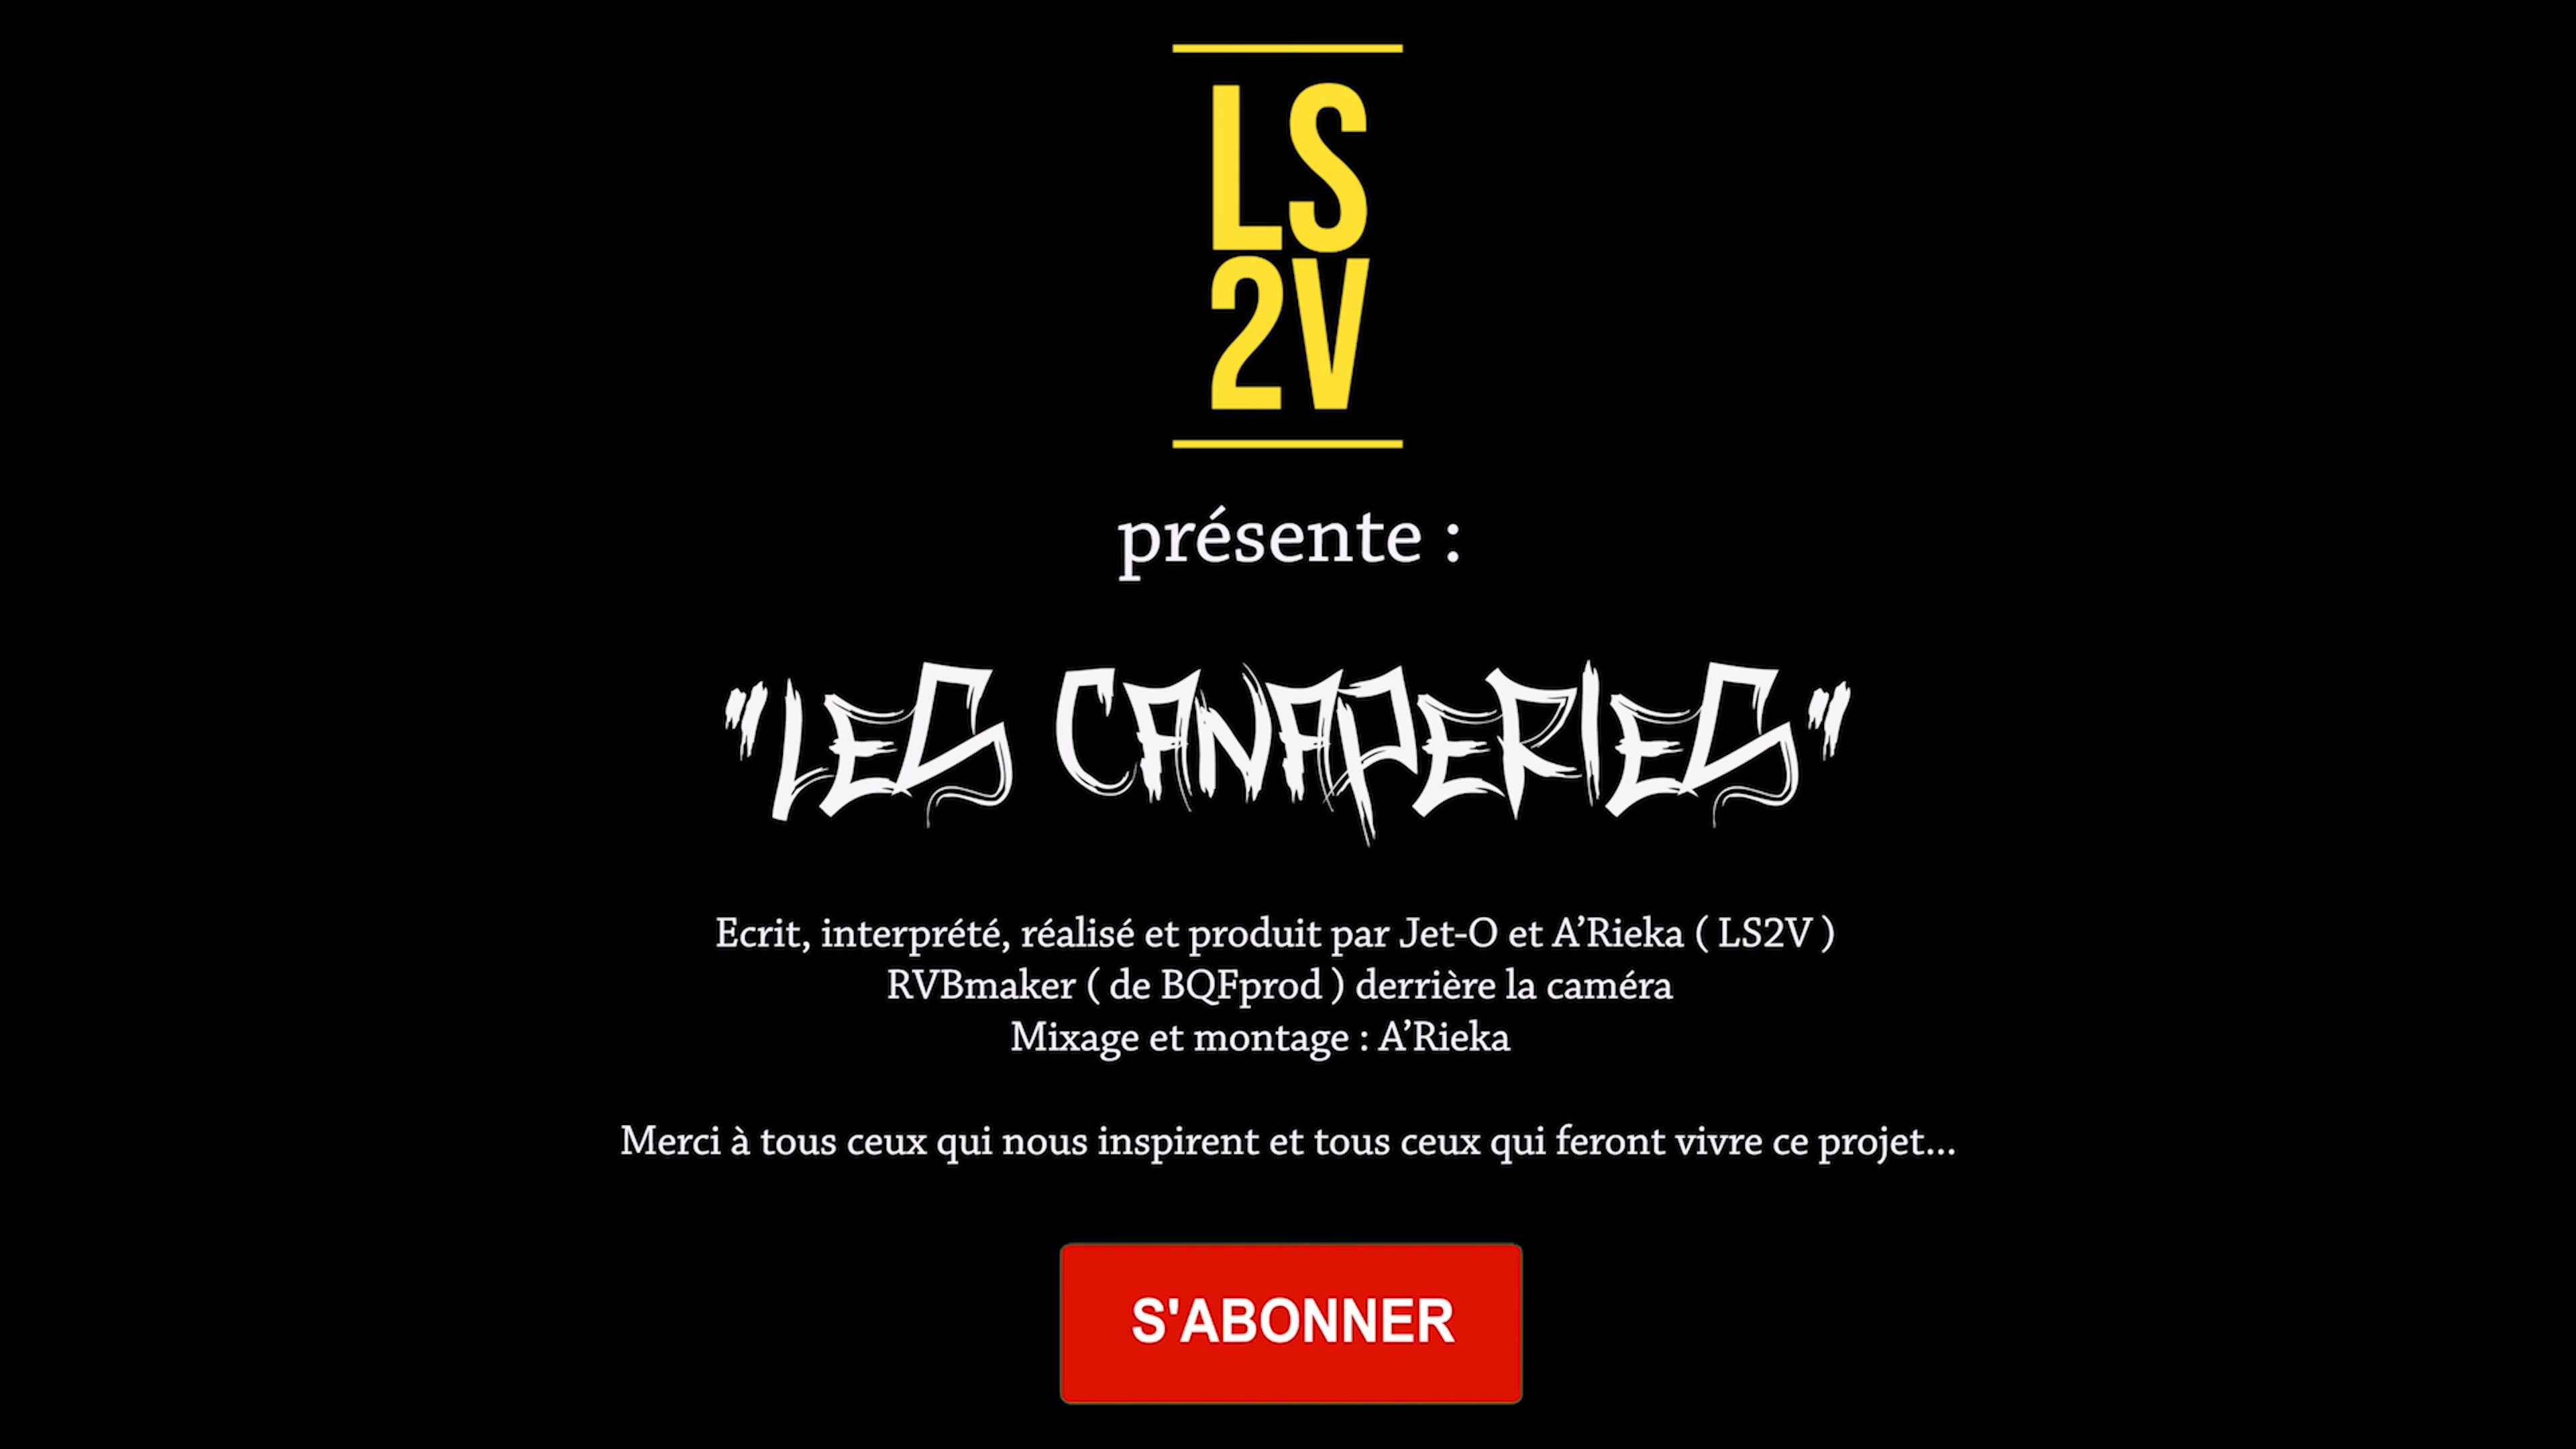 LS
2V
présente :
"LES CANAPERIES"
Ecrit, interprété, réalisé et produit par Jet-O et A’Rieka ( LS2V )
RVBmaker ( de BQFprod ) derrière la caméra
Mixage et montage : A’Rieka
Merci à tous ceux qui nous inspirent et tous ceux qui feront vivre ce projet...
S'ABONNER